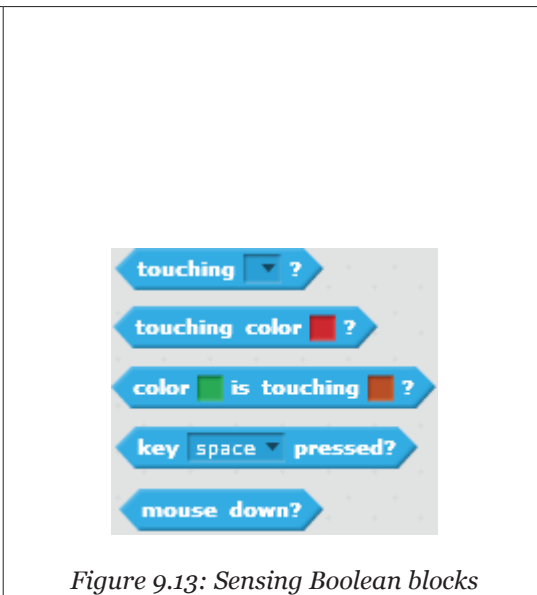 touching ?
touching color ?
color is touching ?
key space pressed?
mouse down?
Figure 9.13: Sensing Boolean blocks